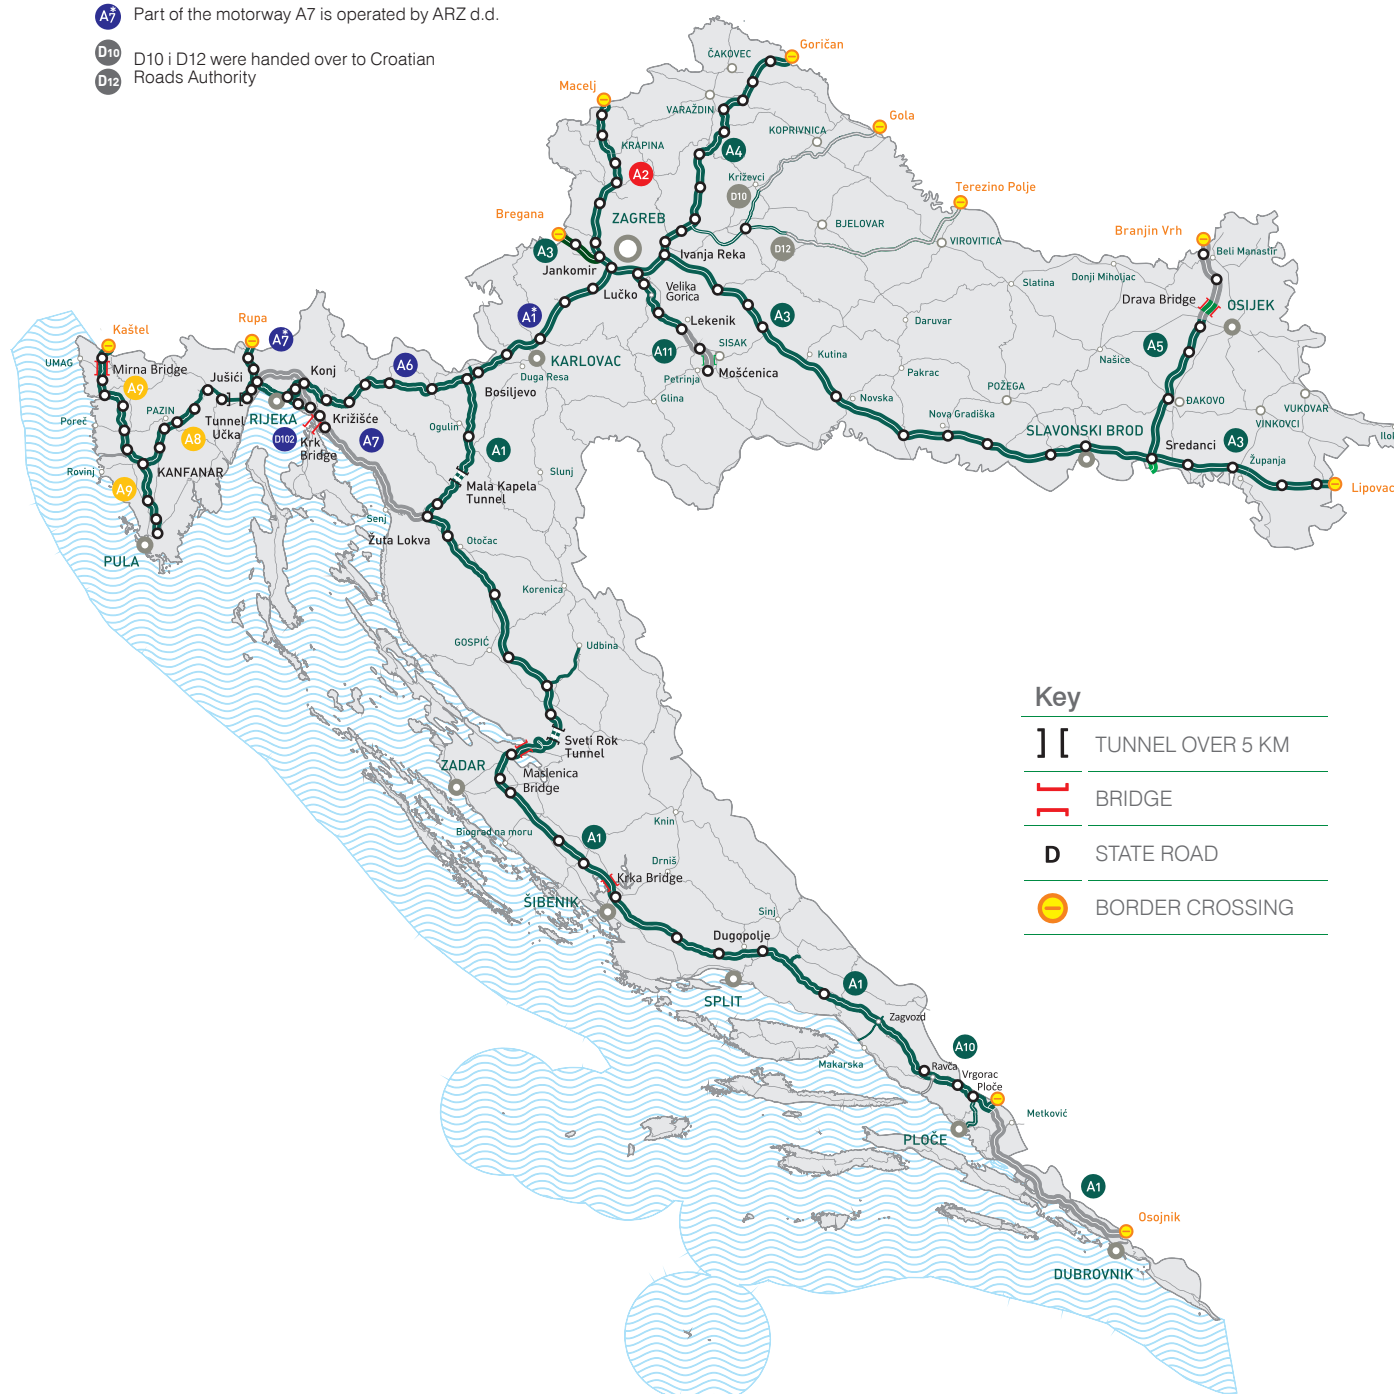 A7*
Part of the motorway A7 is operated by ARZ d.d.
D10
D12
D10 i D12 were handed over to Croatian
Roads Authority
Goričan
ČAKOVEC
Macelj
VARAŽDIN
Gola
KOPRIVNICA
KRAPINA
A4
A2
Križevci
D10
Terezino Polje
Bregana
ZAGREB
BJELOVAR
Branjin Vrh
A3
D12
VIROVITICA
Beli Manastir
Jankomir
Ivanja Reka
Donji Miholjac
Slatina
Lučko
Velika
Gorica
Drava Bridge
OSIJEK
A1*
Lekenik
A3
Daruvar
Rupa
Kaštel
A7*
SISAK
A11
A5
UMAG
Mirna Bridge
Jušići
Konj
A6
KARLOVAC
Kutina
Našice
Duga Resa
Mošćenica
Petrinja
Pakrac
A9
Bosiljevo
POŽEGA
Glina
Novska
ĐAKOVO
VUKOVAR
Poreč
PAZIN
Tunnel
Učka
RIJEKA
Križišće
Nova Gradiška
VINKOVCI
A8
D102
Krk
Bridge
A7
Ogulin
A1
SLAVONSKI BROD
Sredanci
A3
Ilok
Županja
Rovinj
KANFANAR
Slunj
A9
Mala Kapela
Tunnel
Lipovac
Senj
Žuta Lokva
Otočac
PULA
Korenica
GOSPIĆ
Udbina
Key
Sveti Rok
Tunnel
TUNNEL OVER 5 KM
ZADAR
Maslenica
Bridge
BRIDGE
Knin
Biograd na moru
A1
D
STATE ROAD
Drniš
Krka Bridge
ŠIBENIK
BORDER CROSSING
Sinj
Dugopolje
A1
SPLIT
Zagvozd
A10
Makarska
Ravča
Vrgorac
Ploče
Metković
PLOČE
A1
Osojnik
DUBROVNIK